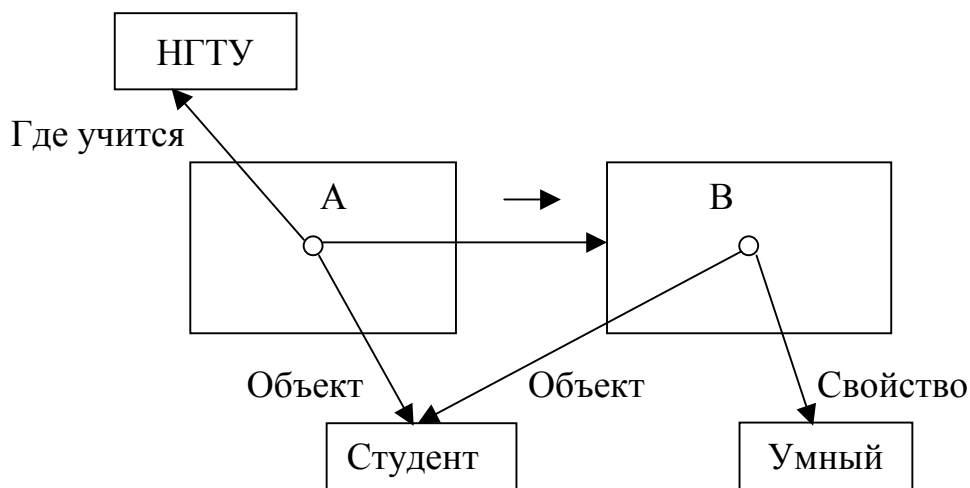 НГТУ
Где учится
А
В
Объект
Объект
Свойство
Студент
Умный